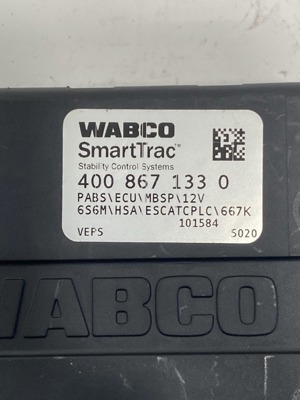 WABCO
SmartTrac™
Stability Control Systems
400 867 133 0
PABS\ECU\MBSP\12V
6S6M\HSA\ESCATCPLC\667K
101584
VEPS 5020
WABCO